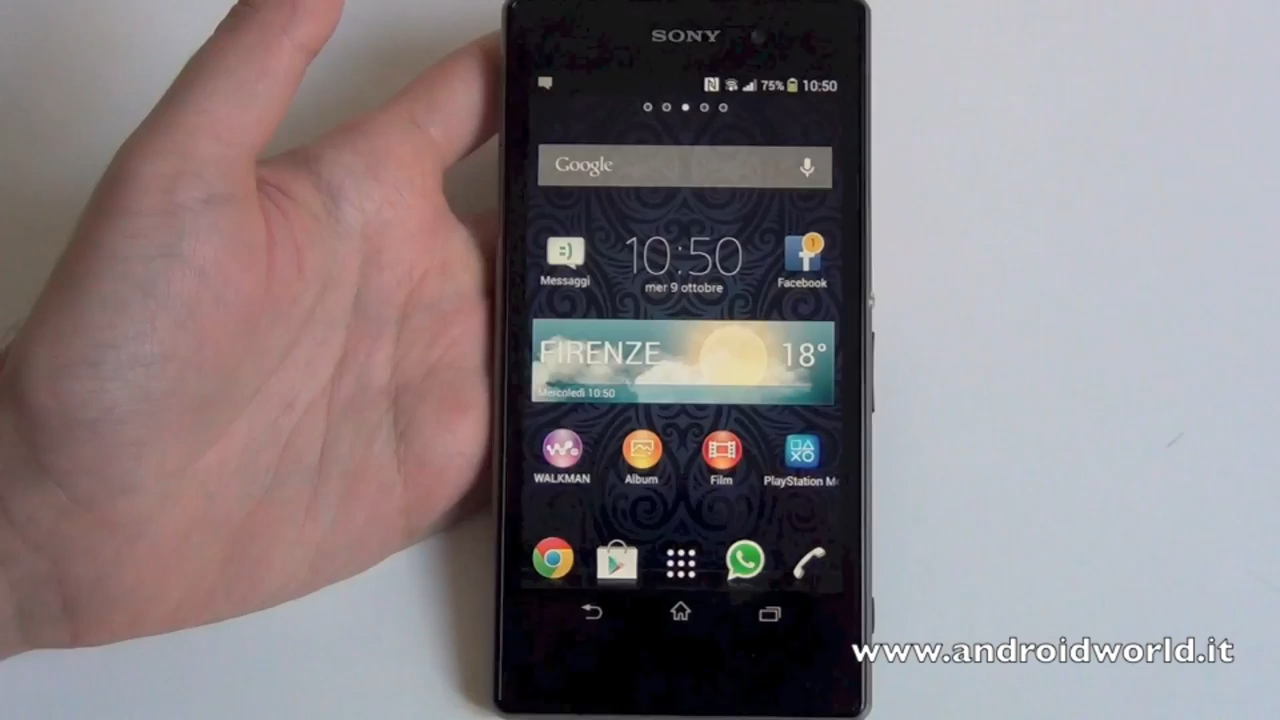 SONY
75% 10:50
Google
10:50
mer 9 ottobre
Messaggi
1
Facebook
FIRENZE
18°
Mercoledì 10:50
WALKMAN
Album
Film
PlayStation M
www.androidworld.it